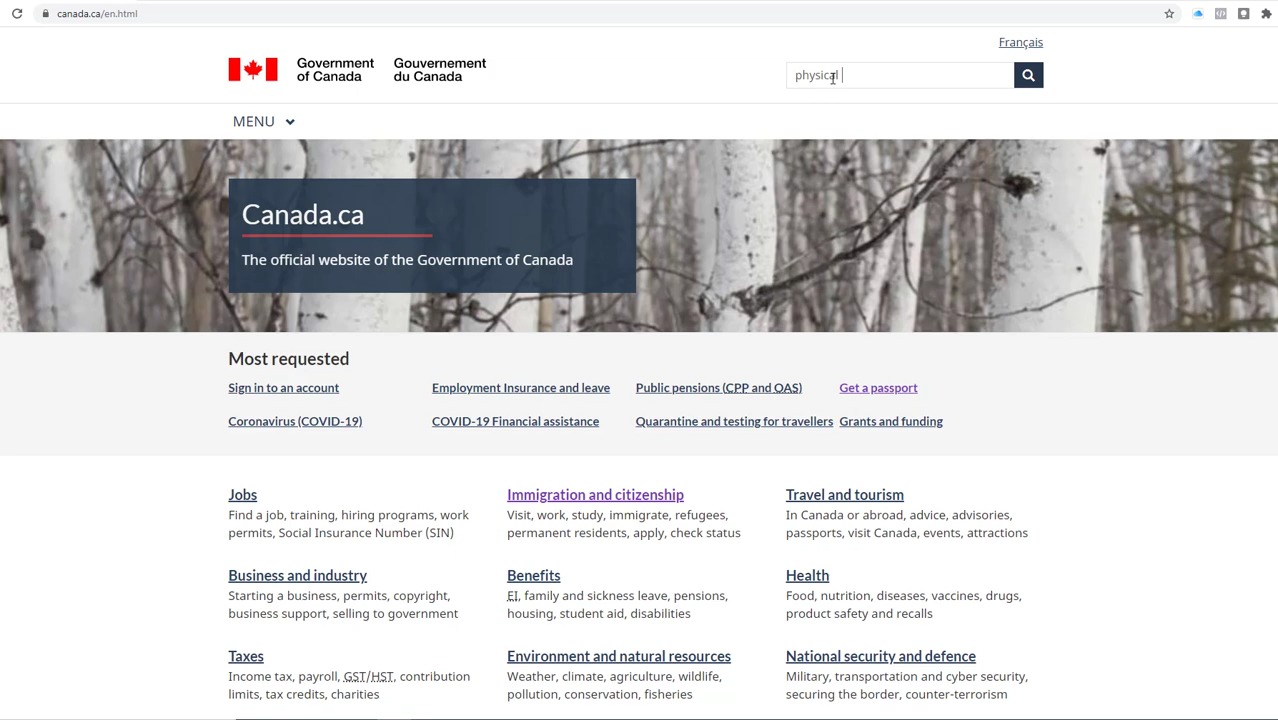 canada.ca/en.html
Français
Government of Canada
Gouvernement du Canada
physical
MENU
Canada.ca
The official website of the Government of Canada
Most requested
Sign in to an account
Employment Insurance and leave
Public pensions (CPP and OAS)
Get a passport
Coronavirus (COVID-19)
COVID-19 Financial assistance
Quarantine and testing for travellers
Grants and funding
Jobs
Find a job, training, hiring programs, work
permits, Social Insurance Number (SIN)
Immigration and citizenship
Visit, work, study, immigrate, refugees,
permanent residents, apply, check status
Travel and tourism
In Canada or abroad, advice, advisories,
passports, visit Canada, events, attractions
Business and industry
Starting a business, permits, copyright,
business support, selling to government
Benefits
EI, family and sickness leave, pensions,
housing, student aid, disabilities
Health
Food, nutrition, diseases, vaccines, drugs,
product safety and recalls
Taxes
Income tax, payroll, GST/HST, contribution
limits, tax credits, charities
Environment and natural resources
Weather, climate, agriculture, wildlife,
pollution, conservation, fisheries
National security and defence
Military, transportation and cyber security,
securing the border, counter-terrorism